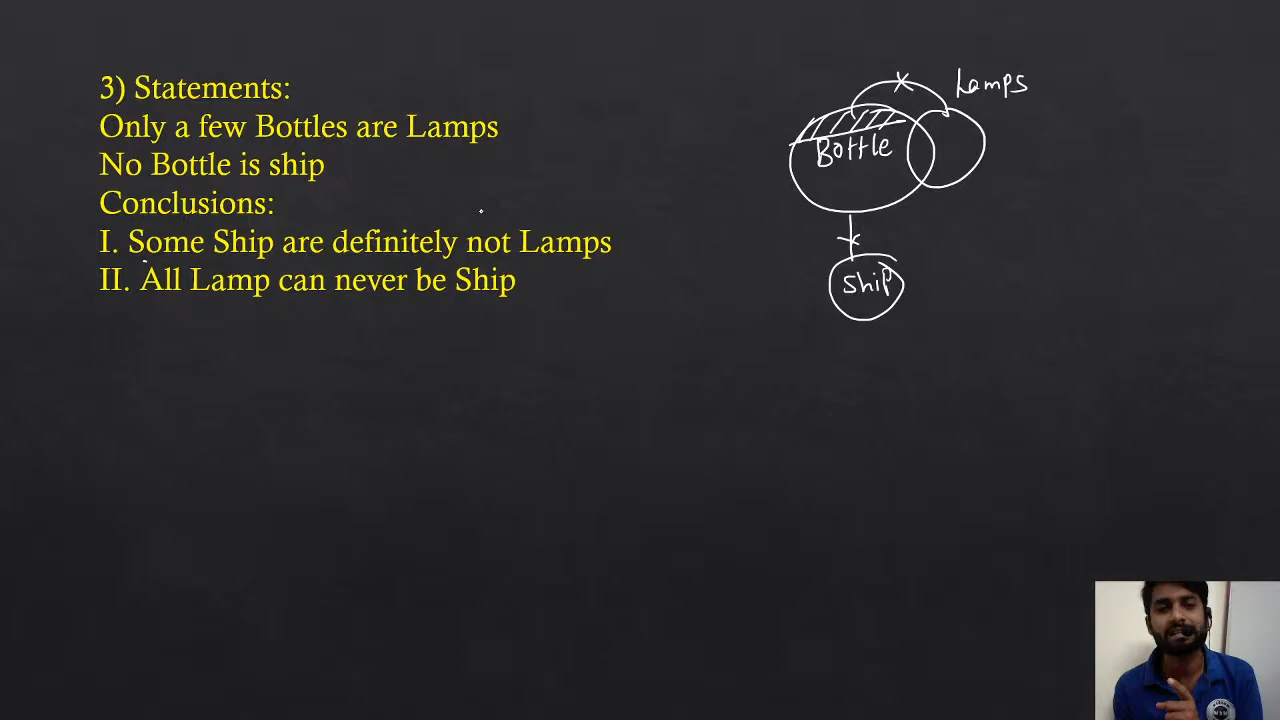 3) Statements:
Only a few Bottles are Lamps
No Bottle is ship
Conclusions:
I. Some Ship are definitely not Lamps
II. All Lamp can never be Ship
Lamps
Bottle
Ship